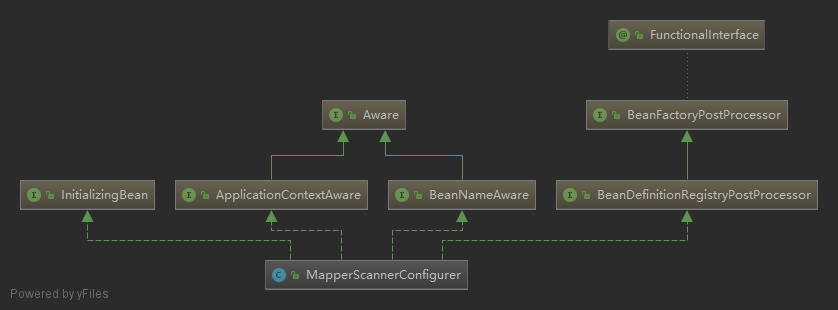 @ FunctionalInterface
I Aware
I BeanFactoryPostProcessor
I InitializingBean
I ApplicationContextAware
I BeanNameAware
I BeanDefinitionRegistryPostProcessor
C MapperScannerConfigurer
Powered by yFiles